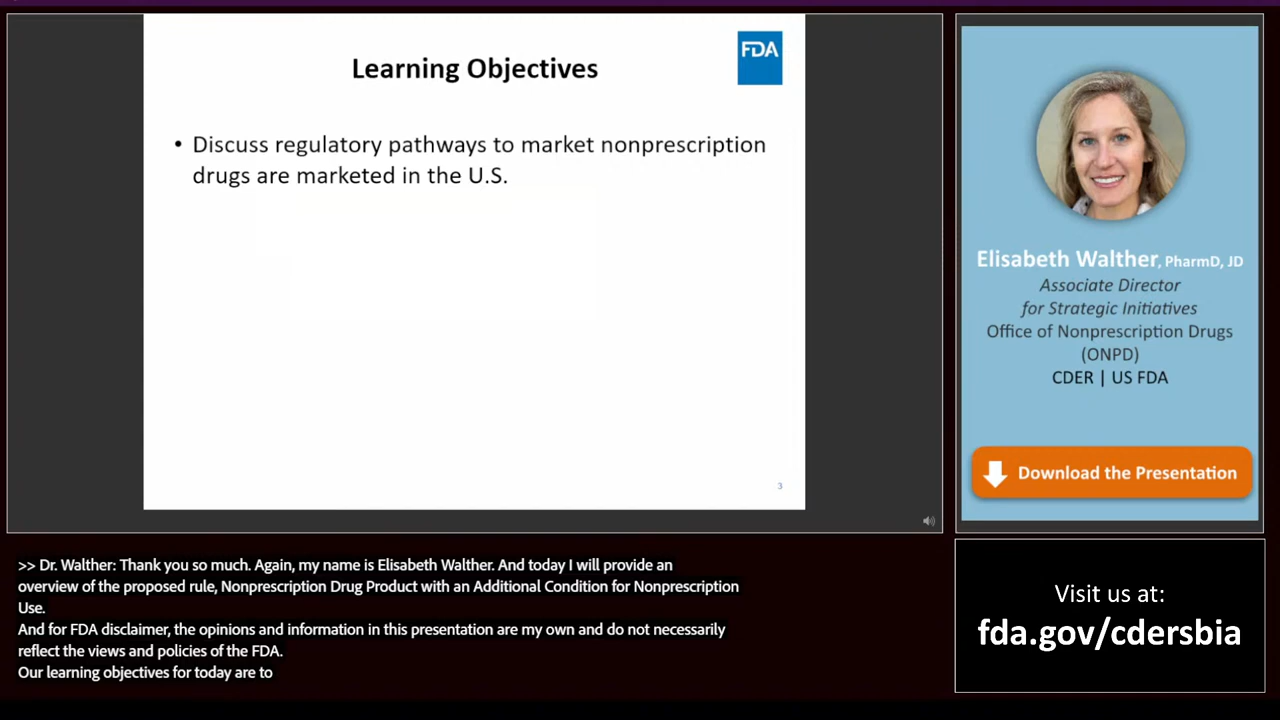 Learning Objectives
FDA
• Discuss regulatory pathways to market nonprescription
drugs are marketed in the U.S.
3
Elisabeth Walther, PharmD, JD
Associate Director
for Strategic Initiatives
Office of Nonprescription Drugs
(ONPD)
CDER | US FDA
Download the Presentation
>> Dr. Walther: Thank you so much. Again, my name is Elisabeth Walther. And today I will provide an
overview of the proposed rule, Nonprescription Drug Product with an Additional Condition for Nonprescription
Use.
And for FDA disclaimer, the opinions and information in this presentation are my own and do not necessarily
reflect the views and policies of the FDA.
Our learning objectives for today are to
Visit us at:
fda.gov/cdersbia